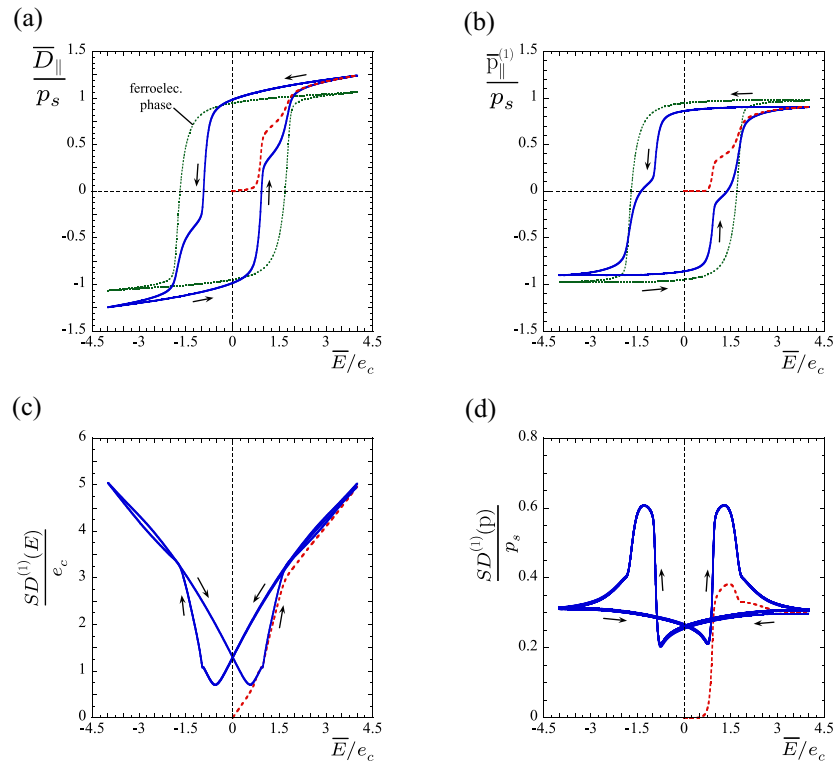 (a)
D̅∥
p_s
1.5
1
0.5
0
-0.5
-1
-1.5
-4.5 -3 -1.5 0 1.5 3 4.5
E̅/e_c
ferroelec.
phase
(b)
p̅∥^(1)
p_s
1.5
1
0.5
0
-0.5
-1
-1.5
-4.5 -3 -1.5 0 1.5 3 4.5
E̅/e_c
(c)
SD^(1)(E)
e_c
6
5
4
3
2
1
0
-4.5 -3 -1.5 0 1.5 3 4.5
E̅/e_c
(d)
SD^(1)(p)
p_s
0.8
0.6
0.4
0.2
0
-4.5 -3 -1.5 0 1.5 3 4.5
E̅/e_c